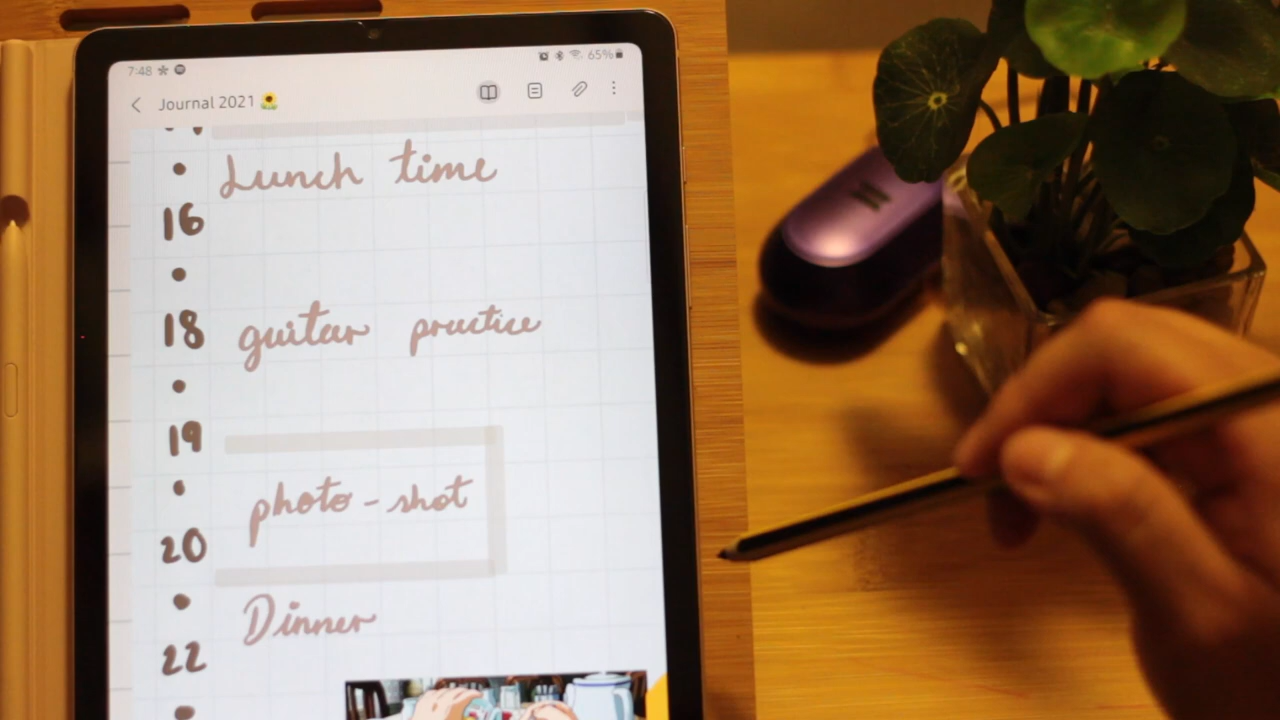 7:48 65%
Journal 2021
Lunch time
16
18 guitar practice
19
photo-shot
20
Dinner
22